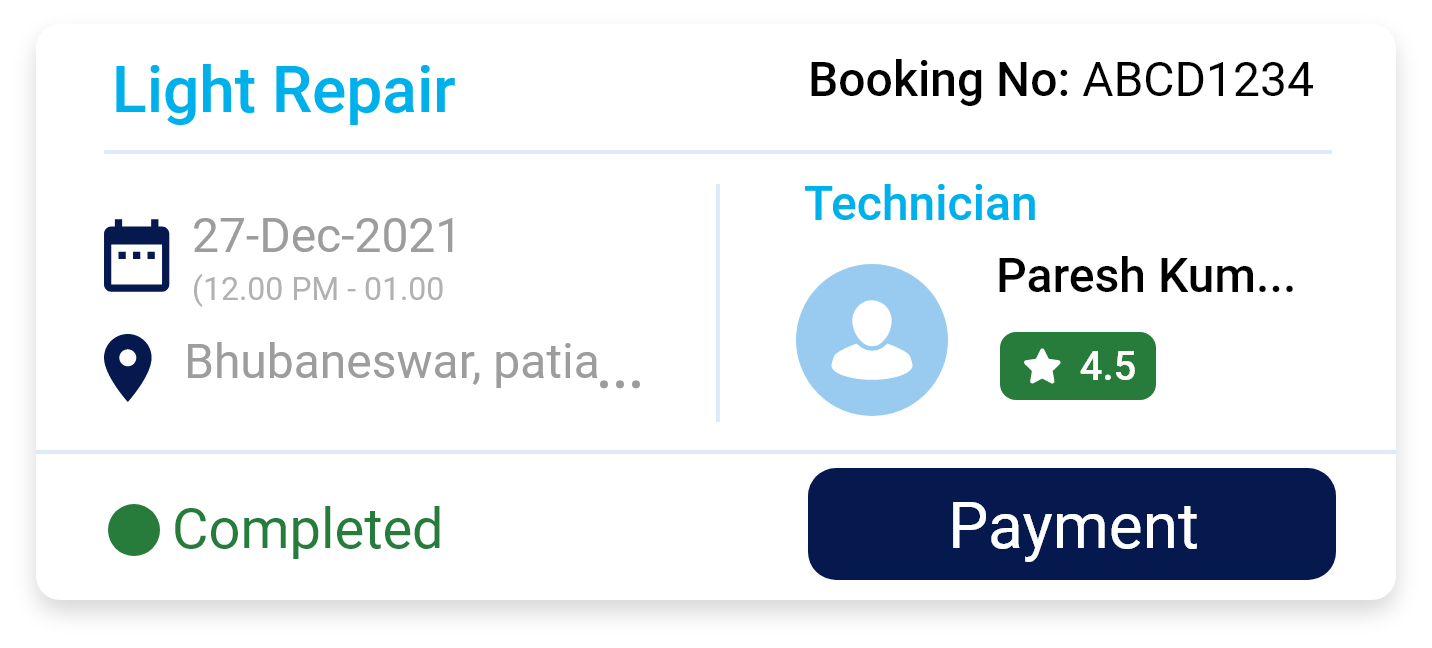 Light Repair
Booking No: ABCD1234
27-Dec-2021
(12.00 PM - 01.00
Bhubaneswar, patia...
Technician
Paresh Kum...
4.5
Completed
Payment